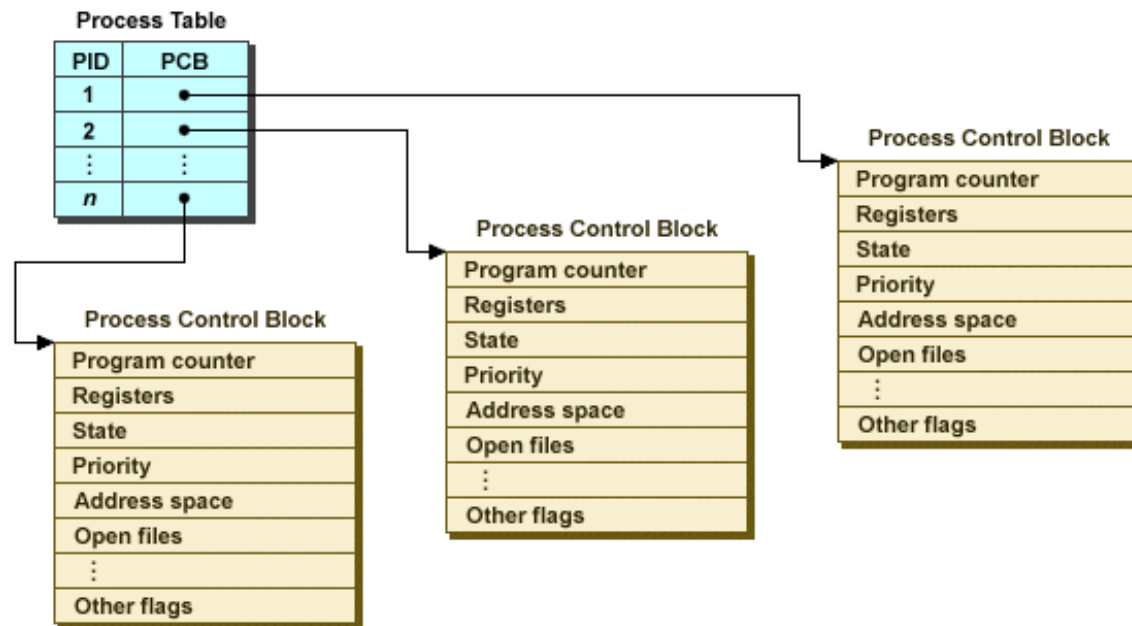 Process Table
PID PCB
1
2
⋮ ⋮
n
Process Control Block
Program counter
Registers
State
Priority
Address space
Open files
⋮
Other flags
Process Control Block
Program counter
Registers
State
Priority
Address space
Open files
⋮
Other flags
Process Control Block
Program counter
Registers
State
Priority
Address space
Open files
⋮
Other flags